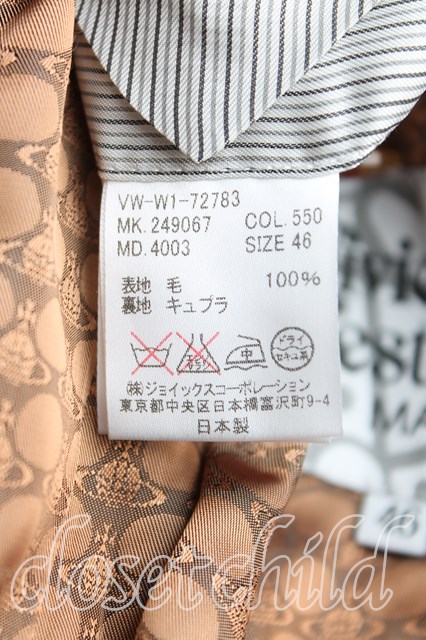 VW-W1-72783
MK. 249067 COL. 550
MD. 4003 SIZE 46
表地 毛 100%
裏地 キュプラ
中
ドライ
セキユ系
(株)ジョイックスコーポレーション
東京都中央区日本橋富沢町9-4
日本製
MA
46
closetchild